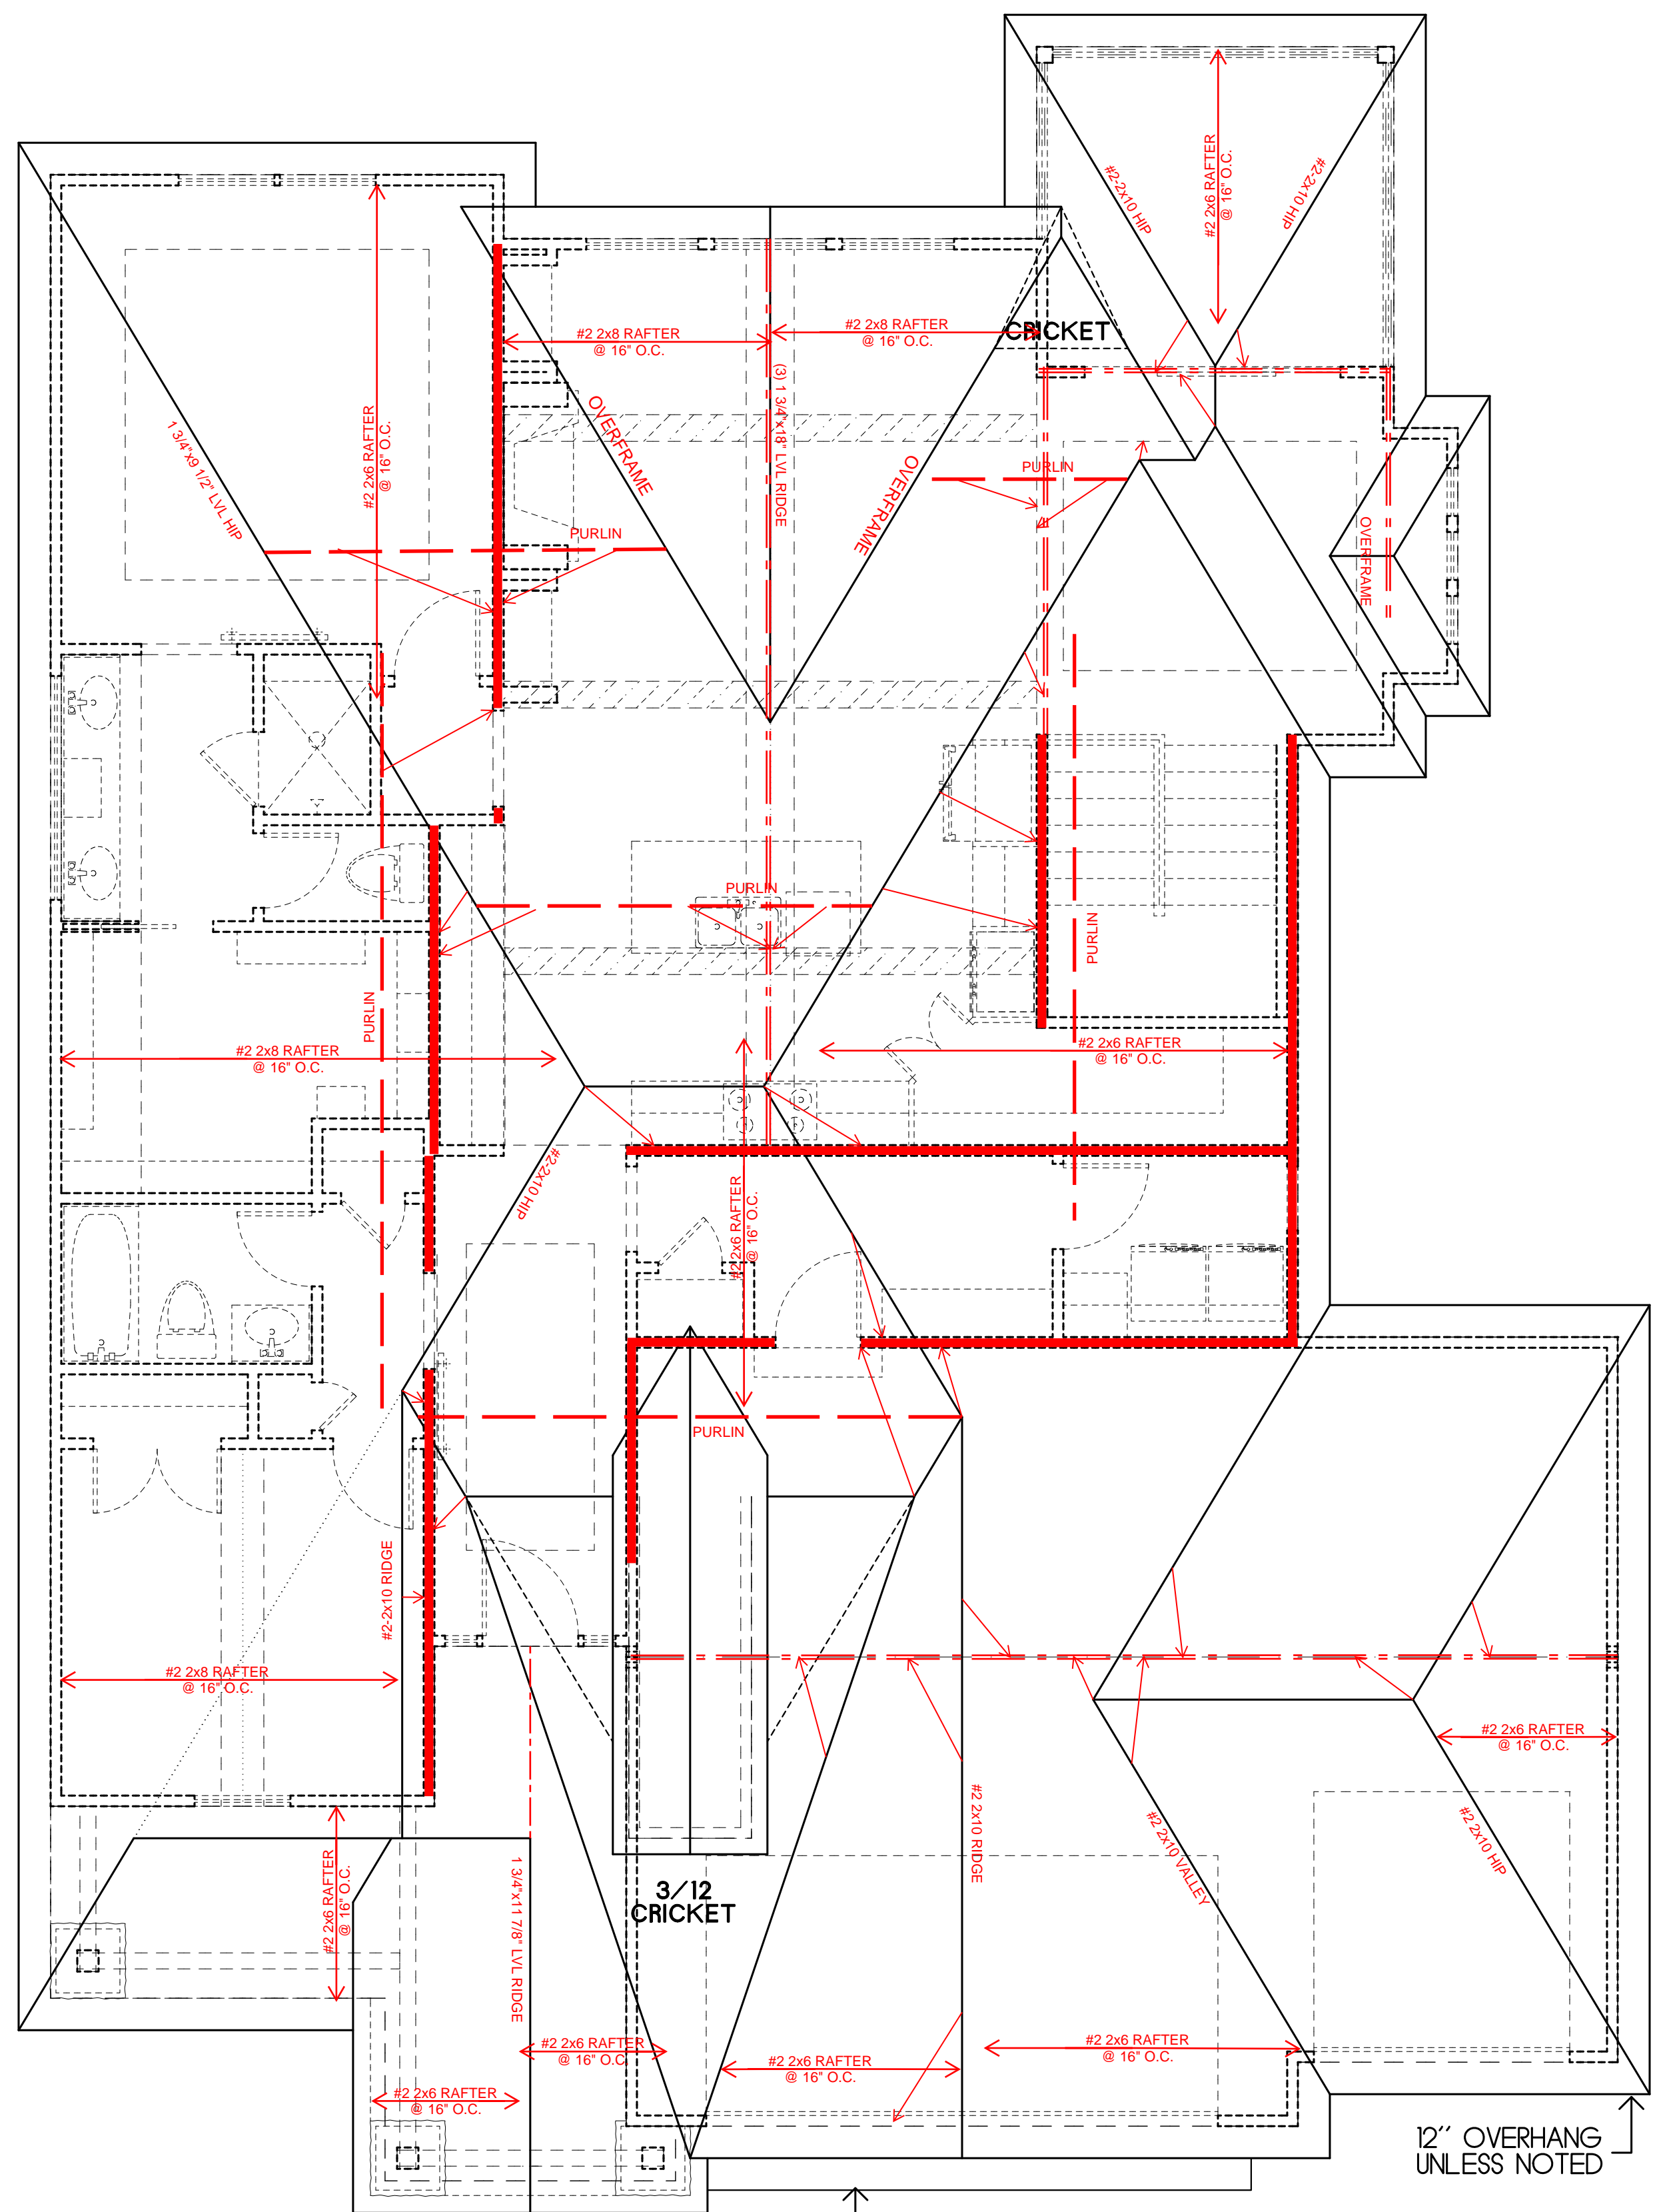 #2 2x6 RAFTER
@ 16" O.C.
#2-2x10 HIP
#2-2x10 HIP
#2 2x8 RAFTER
@ 16" O.C.
#2 2x8 RAFTER
@ 16" O.C.
CRICKET
(3) 1 3/4"x18" LVL RIDGE
OVERFRAME
OVERFRAME
PURLIN
1 3/4"x9 1/2" LVL HIP
#2 2x6 RAFTER
@ 16" O.C.
PURLIN
OVERFRAME
PURLIN
PURLIN
PURLIN
#2 2x8 RAFTER
@ 16" O.C.
#2 2x6 RAFTER
@ 16" O.C.
#2-2x10 HIP
#2 2x6 RAFTER
@ 16" O.C.
PURLIN
#2-2x10 RIDGE
#2 2x8 RAFTER
@ 16" O.C.
#2 2x6 RAFTER
@ 16" O.C.
#2 2x6 RAFTER
@ 16" O.C.
1 3/4"x11 7/8" LVL RIDGE
3/12
CRICKET
#2 2x10 RIDGE
#2 2x10 VALLEY
#2 2x10 HIP
#2 2x6 RAFTER
@ 16" O.C
#2 2x6 RAFTER
@ 16" O.C.
#2 2x6 RAFTER
@ 16" O.C.
#2 2x6 RAFTER
@ 16" O.C.
12'' OVERHANG
UNLESS NOTED